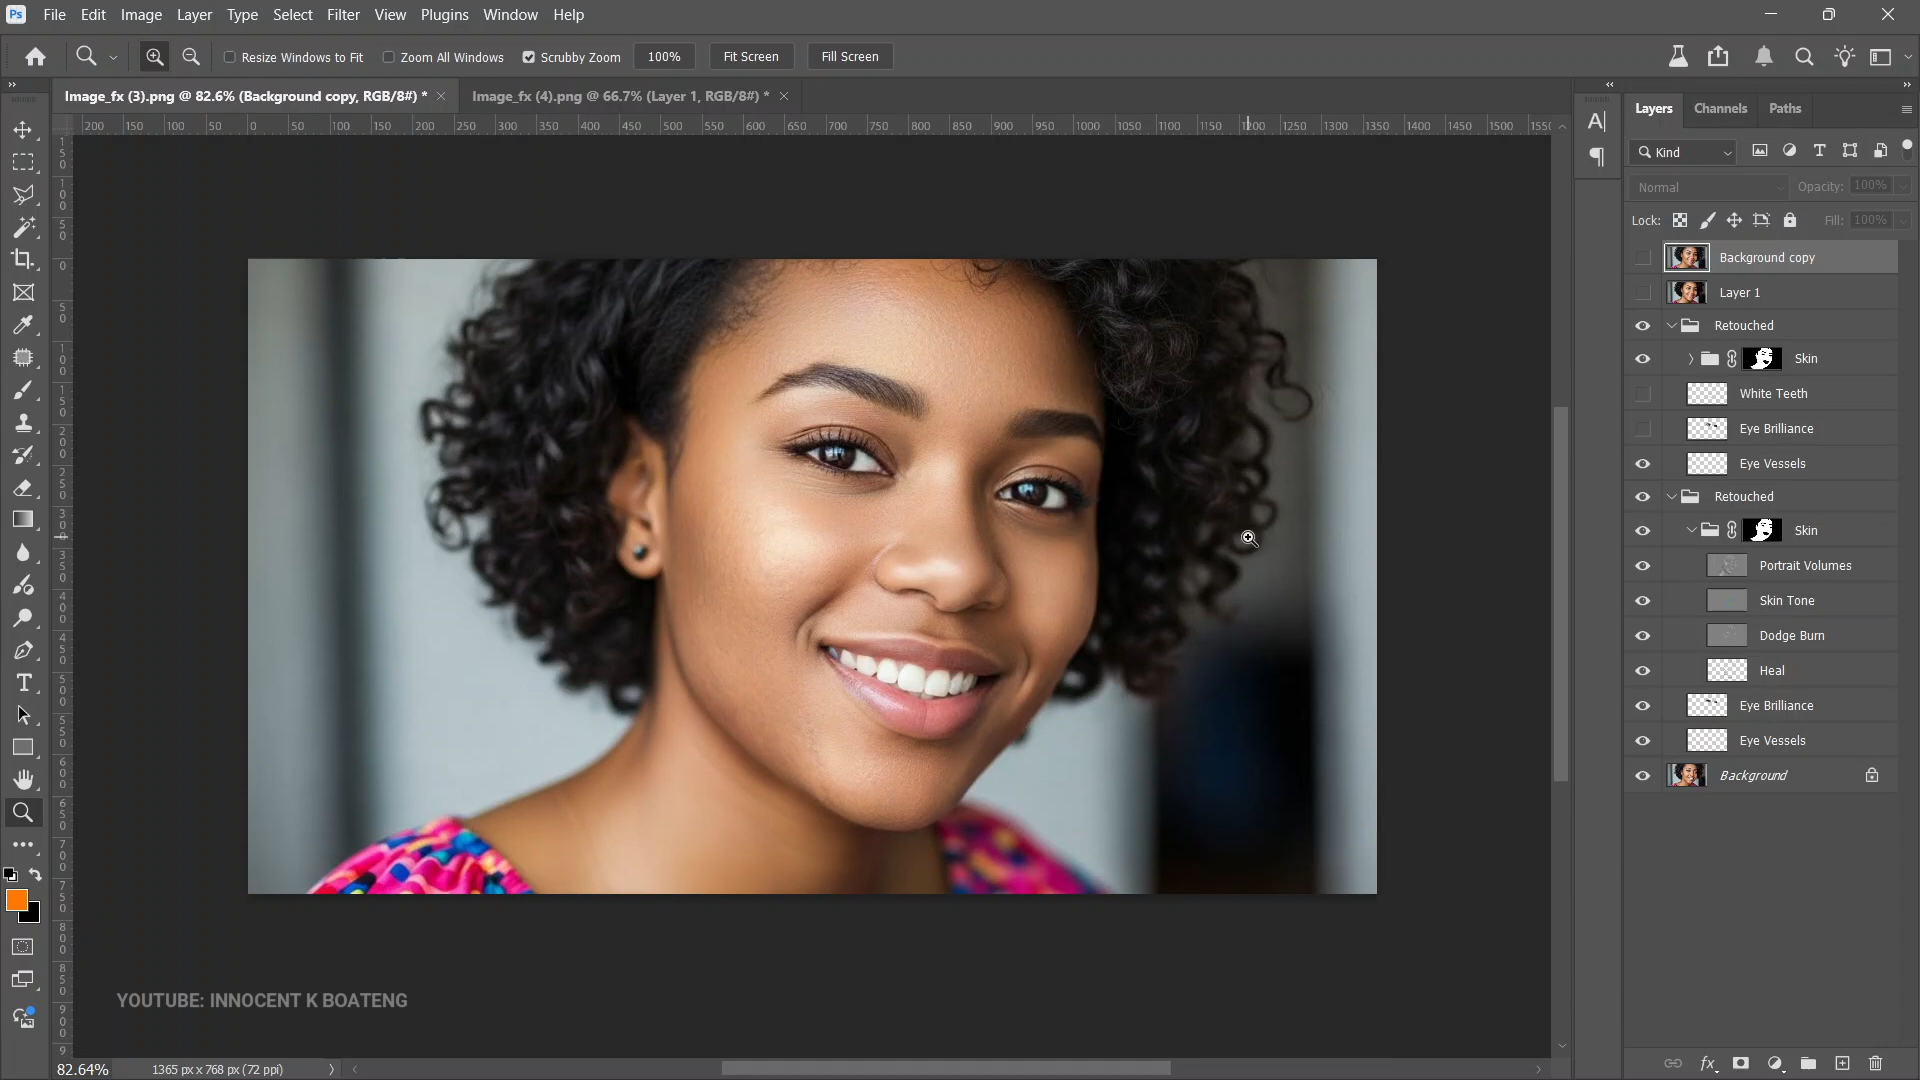 Ps File Edit Image Layer Type Select Filter View Plugins Window Help
Resize Windows to Fit Zoom All Windows Scrubby Zoom 100% Fit Screen Fill Screen
Image_fx (3).png @ 82.6% (Background copy, RGB/8#) * Image_fx (4).png @ 66.7% (Layer 1, RGB/8#) *
200 150 100 50 0 50 100 150 200 250 300 350 400 450 500 550 600 650 700 750 800 850 900 950 1000 1050 1100 1150 1200 1250 1300 1350 1400 1450 1500
Layers Channels Paths
Kind
Normal Opacity: 100%
Lock: Fill: 100%
Background copy
Layer 1
Retouched
Skin
White Teeth
Eye Brilliance
Eye Vessels
Retouched
Skin
Portrait Volumes
Skin Tone
Dodge Burn
Heal
Eye Brilliance
Eye Vessels
Background
YOUTUBE: INNOCENT K BOATENG
82.64% 1365 px x 768 px (72 ppi)